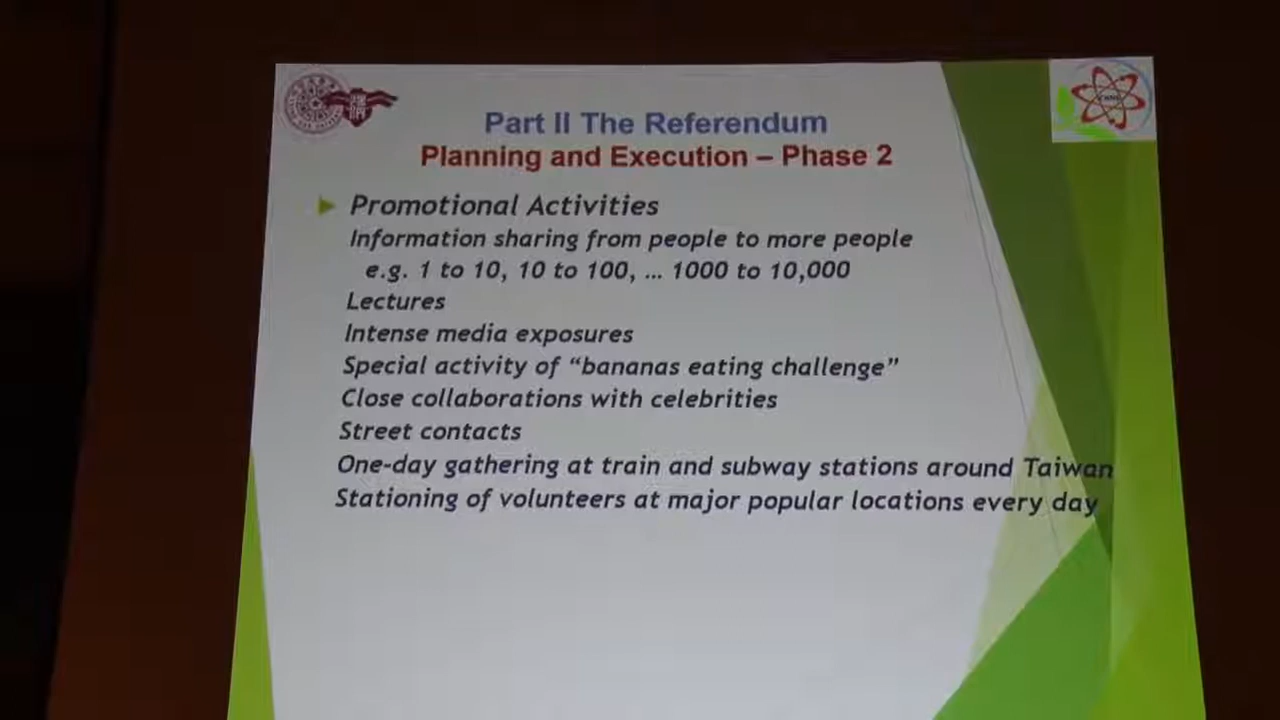 Part II The Referendum
Planning and Execution – Phase 2
Promotional Activities
Information sharing from people to more people
e.g. 1 to 10, 10 to 100, … 1000 to 10,000
Lectures
Intense media exposures
Special activity of “bananas eating challenge”
Close collaborations with celebrities
Street contacts
One-day gathering at train and subway stations around Taiwan
Stationing of volunteers at major popular locations every day